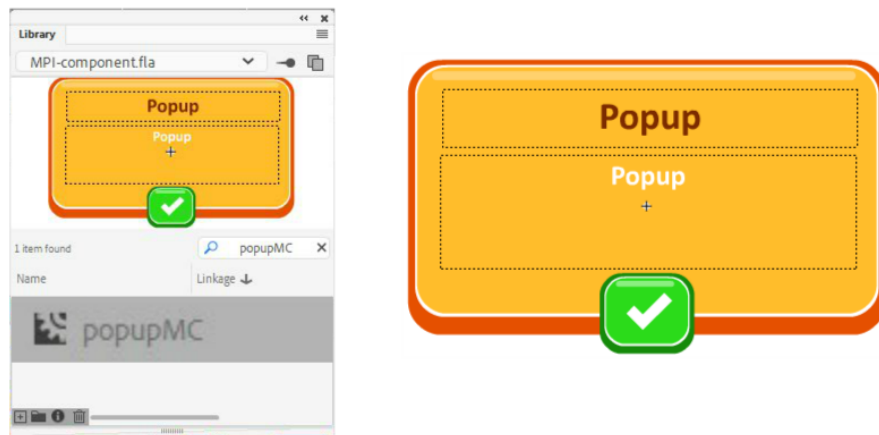 Library
MPI-component.fla
Popup
Popup
1 item found
popupMC
Name Linkage
popupMC
Popup
Popup